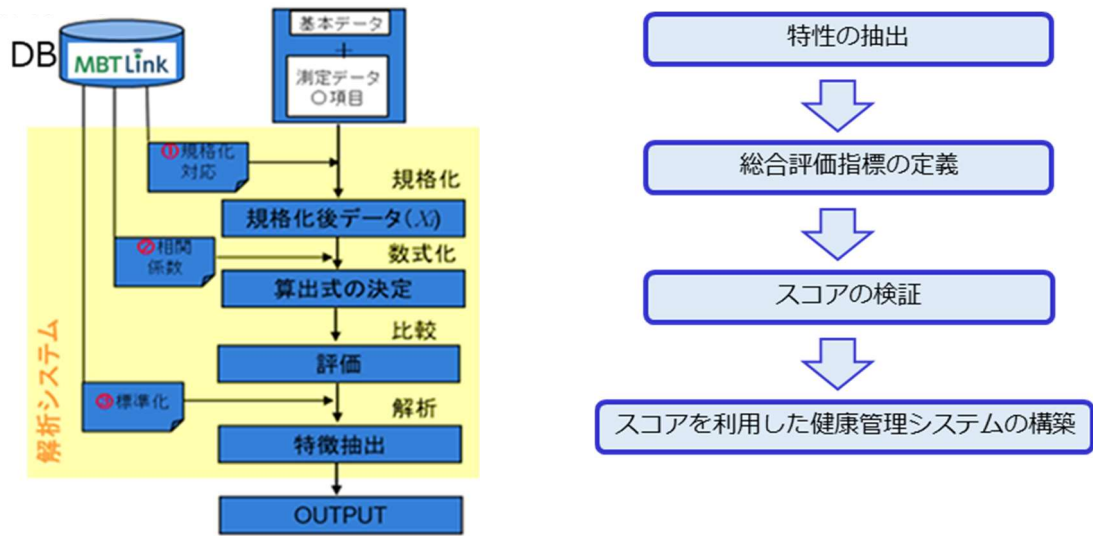 DB
MBT Link
基本データ
+
測定データ
〇項目
①規格化
対応
規格化
規格化後データ(Xi)
②相関
係数
数式化
算出式の決定
比較
評価
③標準化
解析
特徴抽出
OUTPUT
解析システム
特性の抽出
総合評価指標の定義
スコアの検証
スコアを利用した健康管理システムの構築